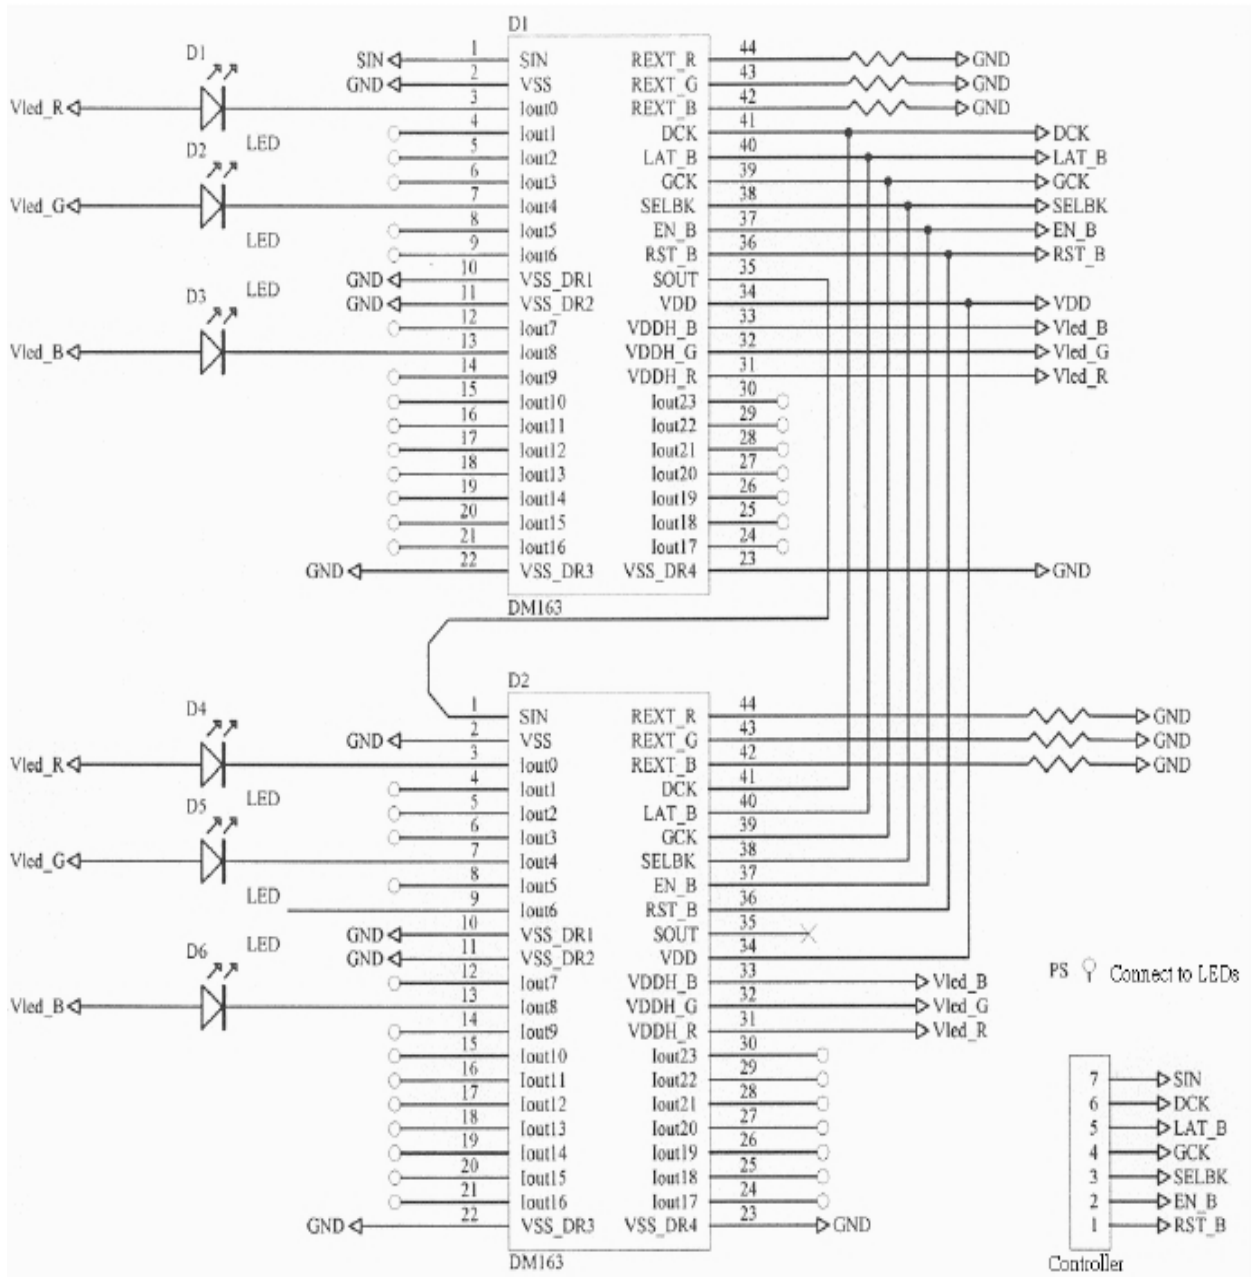 D1
1 SIN REXT_R 44 GND
SIN
2 VSS REXT_G 43 GND
GND
3 Iout0 REXT_B 42 GND
D1
Vled_R
LED
4 Iout1 DCK 41 DCK
5 Iout2 LAT_B 40 LAT_B
6 Iout3 GCK 39 GCK
D2
Vled_G
LED
7 Iout4 SELBK 38 SELBK
8 Iout5 EN_B 37 EN_B
9 Iout6 RST_B 36 RST_B
GND 10 VSS_DR1 SOUT 35
GND 11 VSS_DR2 VDD 34 VDD
D3
LED
12 Iout7 VDDH_B 33 Vled_B
Vled_B 13 Iout8 VDDH_G 32 Vled_G
14 Iout9 VDDH_R 31 Vled_R
15 Iout10 Iout23 30
16 Iout11 Iout22 29
17 Iout12 Iout21 28
18 Iout13 Iout20 27
19 Iout14 Iout19 26
20 Iout15 Iout18 25
21 Iout16 Iout17 24
GND 22 VSS_DR3 VSS_DR4 23 GND
DM163
D2
1 SIN REXT_R 44 GND
GND 2 VSS REXT_G 43 GND
D4
Vled_R 3 Iout0 REXT_B 42 GND
LED
4 Iout1 DCK 41
5 Iout2 LAT_B 40
6 Iout3 GCK 39
D5
Vled_G 7 Iout4 SELBK 38
LED
8 Iout5 EN_B 37
9 Iout6 RST_B 36
GND 10 VSS_DR1 SOUT 35
GND 11 VSS_DR2 VDD 34
D6
LED
12 Iout7 VDDH_B 33 Vled_B
Vled_B 13 Iout8 VDDH_G 32 Vled_G
14 Iout9 VDDH_R 31 Vled_R
15 Iout10 Iout23 30
16 Iout11 Iout22 29
17 Iout12 Iout21 28
18 Iout13 Iout20 27
19 Iout14 Iout19 26
20 Iout15 Iout18 25
21 Iout16 Iout17 24
GND 22 VSS_DR3 VSS_DR4 23 GND
DM163
PS Connect to LEDs
7 SIN
6 DCK
5 LAT_B
4 GCK
3 SELBK
2 EN_B
1 RST_B
Controller